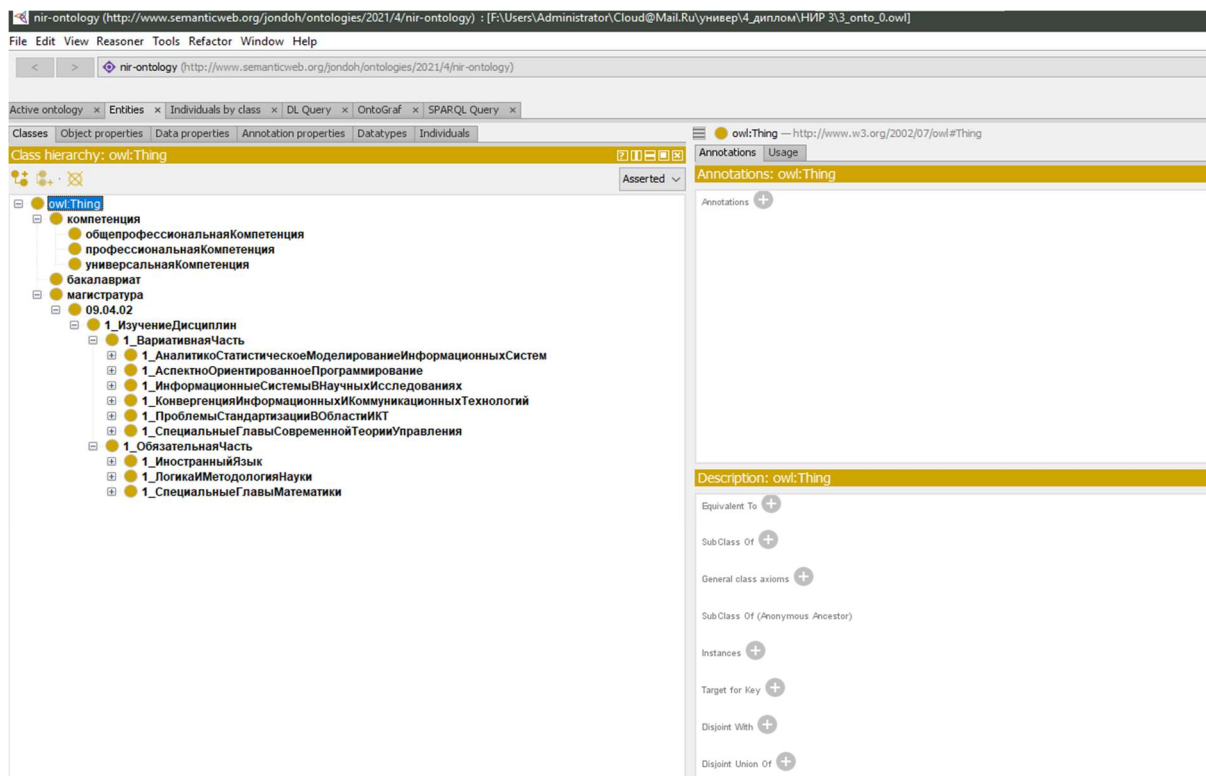 nir-ontology (http://www.semanticweb.org/jondoh/ontologies/2021/4/nir-ontology) : [F:\Users\Administrator\Cloud@Mail.Ru\универ\4_диплом\НИР 3\3_onto_0.owl]
File Edit View Reasoner Tools Refactor Window Help
< > nir-ontology (http://www.semanticweb.org/jondoh/ontologies/2021/4/nir-ontology)
Active ontology × Entities × Individuals by class × DL Query × OntoGraf × SPARQL Query ×
Classes Object properties Data properties Annotation properties Datatypes Individuals
Class hierarchy: owl:Thing
Asserted
owl:Thing
компетенция
общепрофессиональнаяКомпетенция
профессиональнаяКомпетенция
универсальнаяКомпетенция
бакалавриат
магистратура
09.04.02
1_ИзучениеДисциплин
1_ВариативнаяЧасть
1_АналитикоСтатистическоеМоделированиеИнформационныхСистем
1_АспектноОриентированноеПрограммирование
1_ИнформационныеСистемыВНаучныхИсследованиях
1_КонвергенцияИнформационныхИКоммуникационныхТехнологий
1_ПроблемыСтандартизацииВОбластиИКТ
1_СпециальныеГлавыСовременнойТеорииУправления
1_ОбязательнаяЧасть
1_ИностранныйЯзык
1_ЛогикаИМетодологияНауки
1_СпециальныеГлавыМатематики
owl:Thing — http://www.w3.org/2002/07/owl#Thing
Annotations Usage
Annotations: owl:Thing
Annotations
Description: owl:Thing
Equivalent To
SubClass Of
General class axioms
SubClass Of (Anonymous Ancestor)
Instances
Target for Key
Disjoint With
Disjoint Union Of